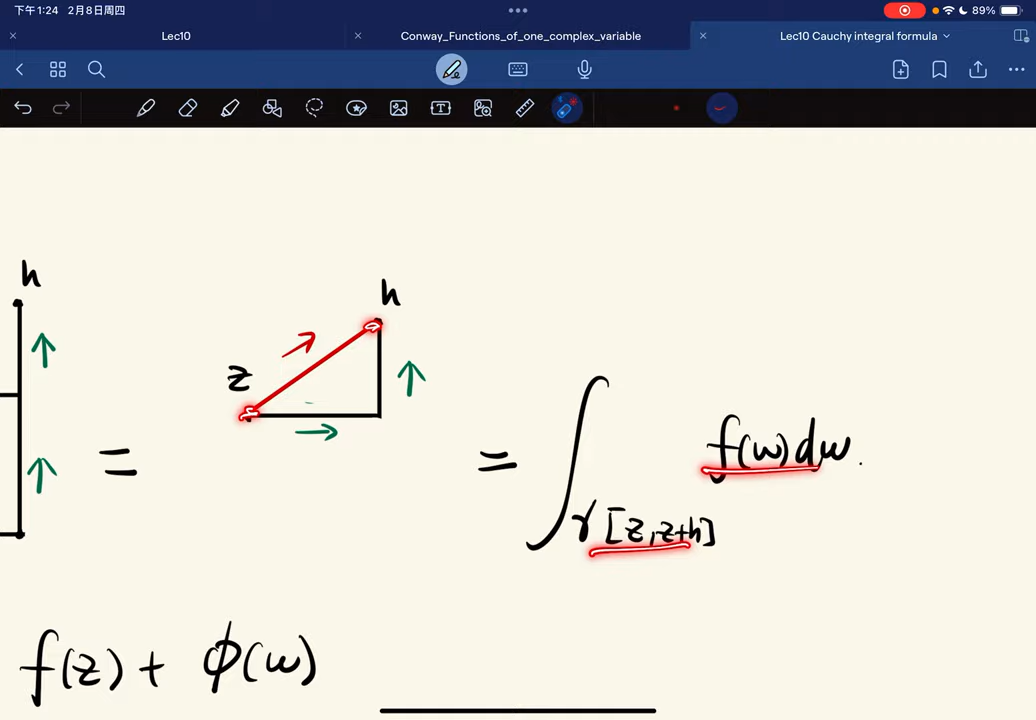 下午1:24 2月8日周四
89%
Lec10
Conway_Functions_of_one_complex_variable
Lec10 Cauchy integral formula
h
h
z
=
= ∫γ[z,z+h] f(w)dw.
f(z) + φ(w)